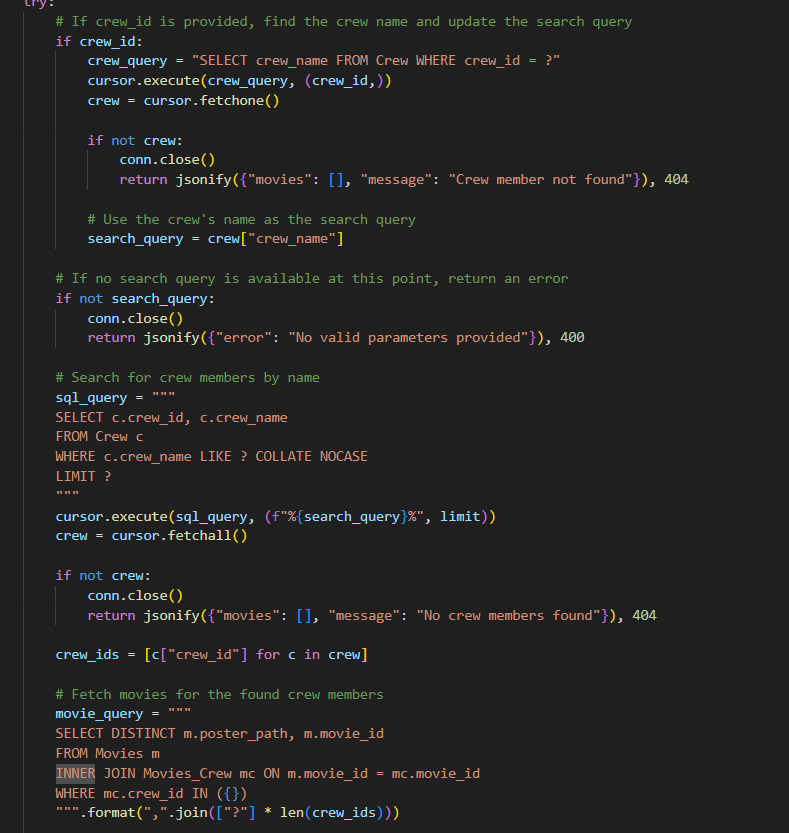 try:
# If crew_id is provided, find the crew name and update the search query
if crew_id:
crew_query = "SELECT crew_name FROM Crew WHERE crew_id = ?"
cursor.execute(crew_query, (crew_id,))
crew = cursor.fetchone()
if not crew:
conn.close()
return jsonify({"movies": [], "message": "Crew member not found"}), 404
# Use the crew's name as the search query
search_query = crew["crew_name"]
# If no search query is available at this point, return an error
if not search_query:
conn.close()
return jsonify({"error": "No valid parameters provided"}), 400
# Search for crew members by name
sql_query = """
SELECT c.crew_id, c.crew_name
FROM Crew c
WHERE c.crew_name LIKE ? COLLATE NOCASE
LIMIT ?
"""
cursor.execute(sql_query, (f"%{search_query}%", limit))
crew = cursor.fetchall()
if not crew:
conn.close()
return jsonify({"movies": [], "message": "No crew members found"}), 404
crew_ids = [c["crew_id"] for c in crew]
# Fetch movies for the found crew members
movie_query = """
SELECT DISTINCT m.poster_path, m.movie_id
FROM Movies m
INNER JOIN Movies_Crew mc ON m.movie_id = mc.movie_id
WHERE mc.crew_id IN ({})
""".format(",".join(["?"] * len(crew_ids)))